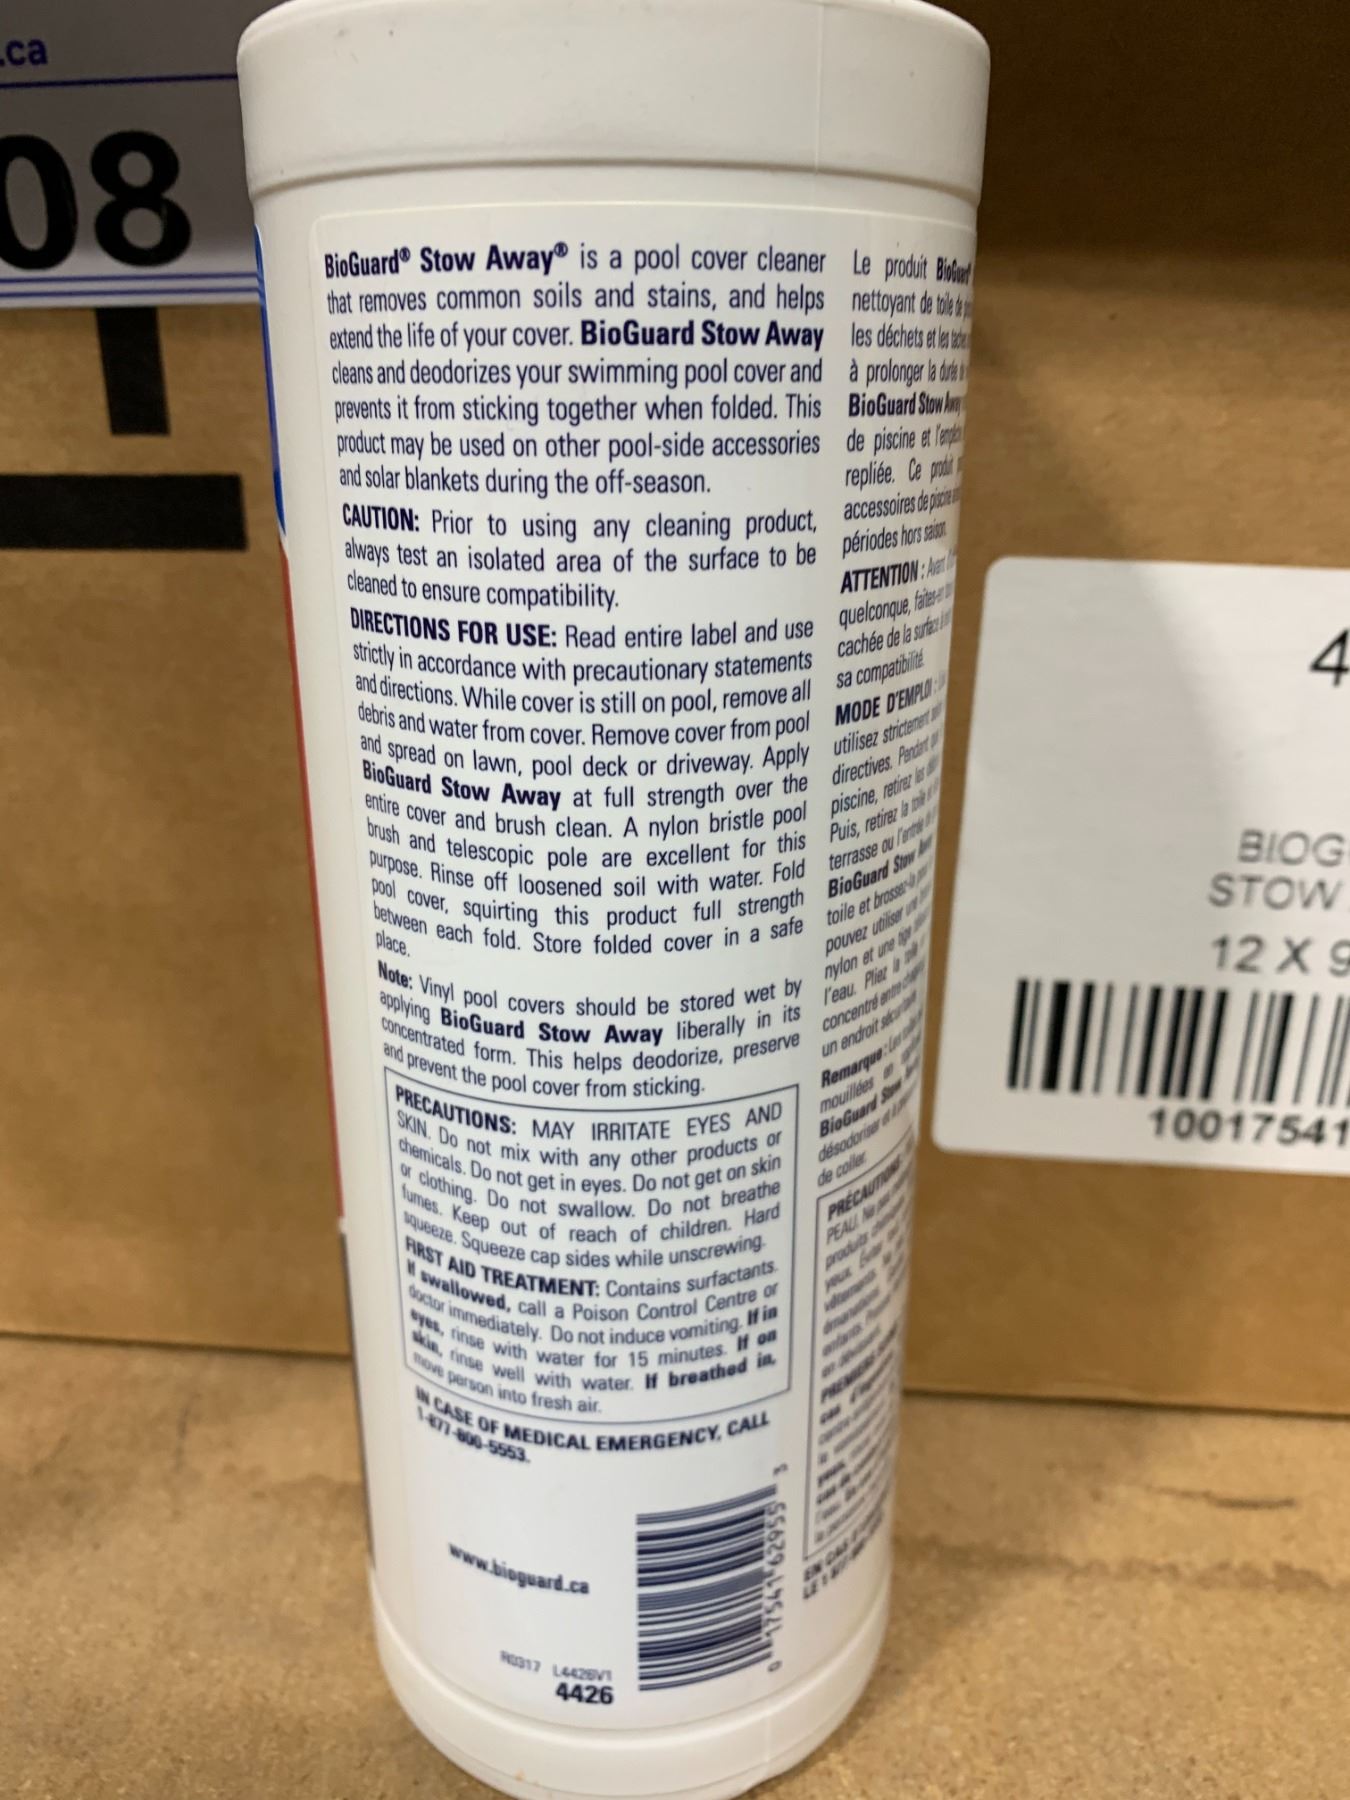 .ca
08
BioGuard® Stow Away® is a pool cover cleaner
that removes common soils and stains, and helps
extend the life of your cover. BioGuard Stow Away
cleans and deodorizes your swimming pool cover and
prevents it from sticking together when folded. This
product may be used on other pool-side accessories
and solar blankets during the off-season.
CAUTION: Prior to using any cleaning product,
always test an isolated area of the surface to be
cleaned to ensure compatibility.
DIRECTIONS FOR USE: Read entire label and use
strictly in accordance with precautionary statements
and directions. While cover is still on pool, remove all
debris and water from cover. Remove cover from pool
and spread on lawn, pool deck or driveway. Apply
BioGuard Stow Away at full strength over the
entire cover and brush clean. A nylon bristle pool
brush and telescopic pole are excellent for this
purpose. Rinse off loosened soil with water. Fold
pool cover, squirting this product full strength
between each fold. Store folded cover in a safe
place.
Note: Vinyl pool covers should be stored wet by
applying BioGuard Stow Away liberally in its
concentrated form. This helps deodorize, preserve
and prevent the pool cover from sticking.
PRECAUTIONS: MAY IRRITATE EYES AND
SKIN. Do not mix with any other products or
chemicals. Do not get in eyes. Do not get on skin
or clothing. Do not swallow. Do not breathe
fumes. Keep out of reach of children. Hard
squeeze. Squeeze cap sides while unscrewing.
FIRST AID TREATMENT: Contains surfactants.
If swallowed, call a Poison Control Centre or
doctor immediately. Do not induce vomiting. If in
eyes, rinse with water for 15 minutes. If on
skin, rinse well with water. If breathed in,
move person into fresh air.
IN CASE OF MEDICAL EMERGENCY, CALL
1-877-800-5553.
www.bioguard.ca
R0317 L4426V1
4426
0 17541 62955 3
Le produit BioGuard
nettoyant de toile de
les déchets et les
à prolonger la durée
BioGuard Stow Away
de piscine et
repliée. Ce produit
accessoires de piscine
périodes hors saison.
ATTENTION : Avant
quelconque, faites-en
cachée de la surface à
sa compatibilité.
MODE D'EMPLOI :
utilisez strictement
directives. Pendant que
piscine, retirez les
Puis, retirez la toile
terrasse ou l'entrée
BioGuard Stow
toile et brossez-la
pouvez utiliser une
nylon et une tige
l'eau. Pliez la toile
concentré entre
un endroit
Remarque : Les
mouillées en
BioGuard Stow
désodoriser et à
de coller.
PRÉCAUTIONS
PEAU. Ne pas
4
BIOG
STOW
12 X 9
10017541